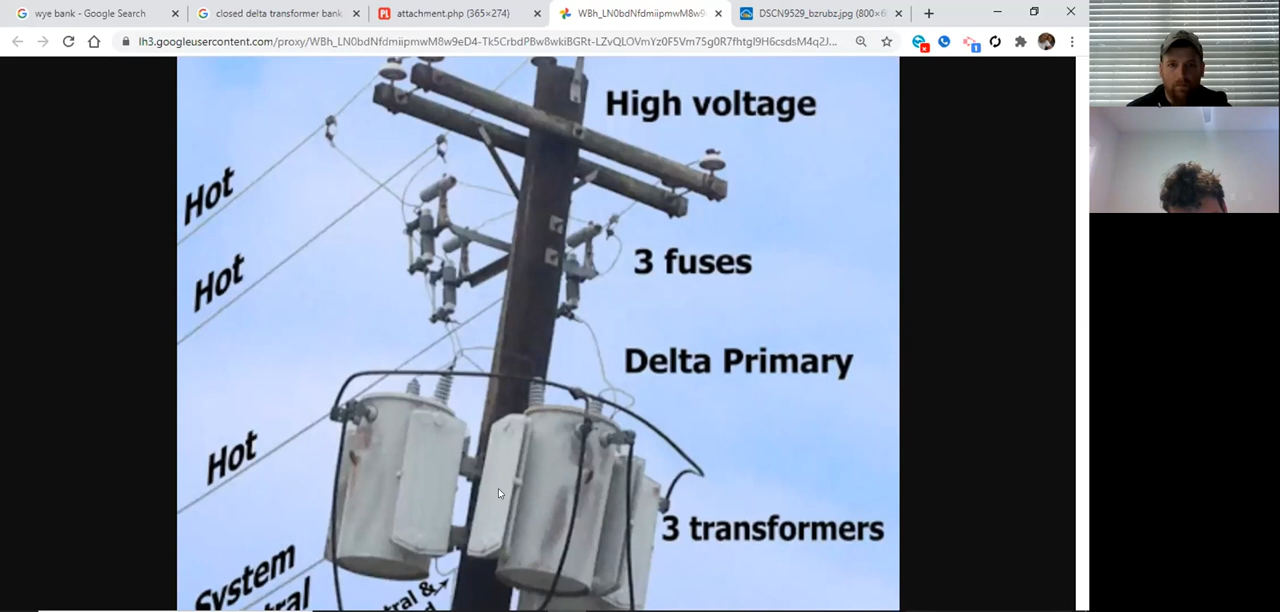 wye bank - Google Search
closed delta transformer bank
attachment.php (365×274)
WBh_LN0bdNfdmiipmwM8w9
DSCN9529_bzrubz.jpg (800×6
lh3.googleusercontent.com/proxy/WBh_LN0bdNfdmiipmwM8w9eD4-Tk5CrbdPBw8wkiBGRt-LZvQLOVmYz0F5Vm75g0R7fhtgl9H6csdsM4q2J...
High voltage
Hot
3 fuses
Hot
Delta Primary
Hot
3 transformers
System